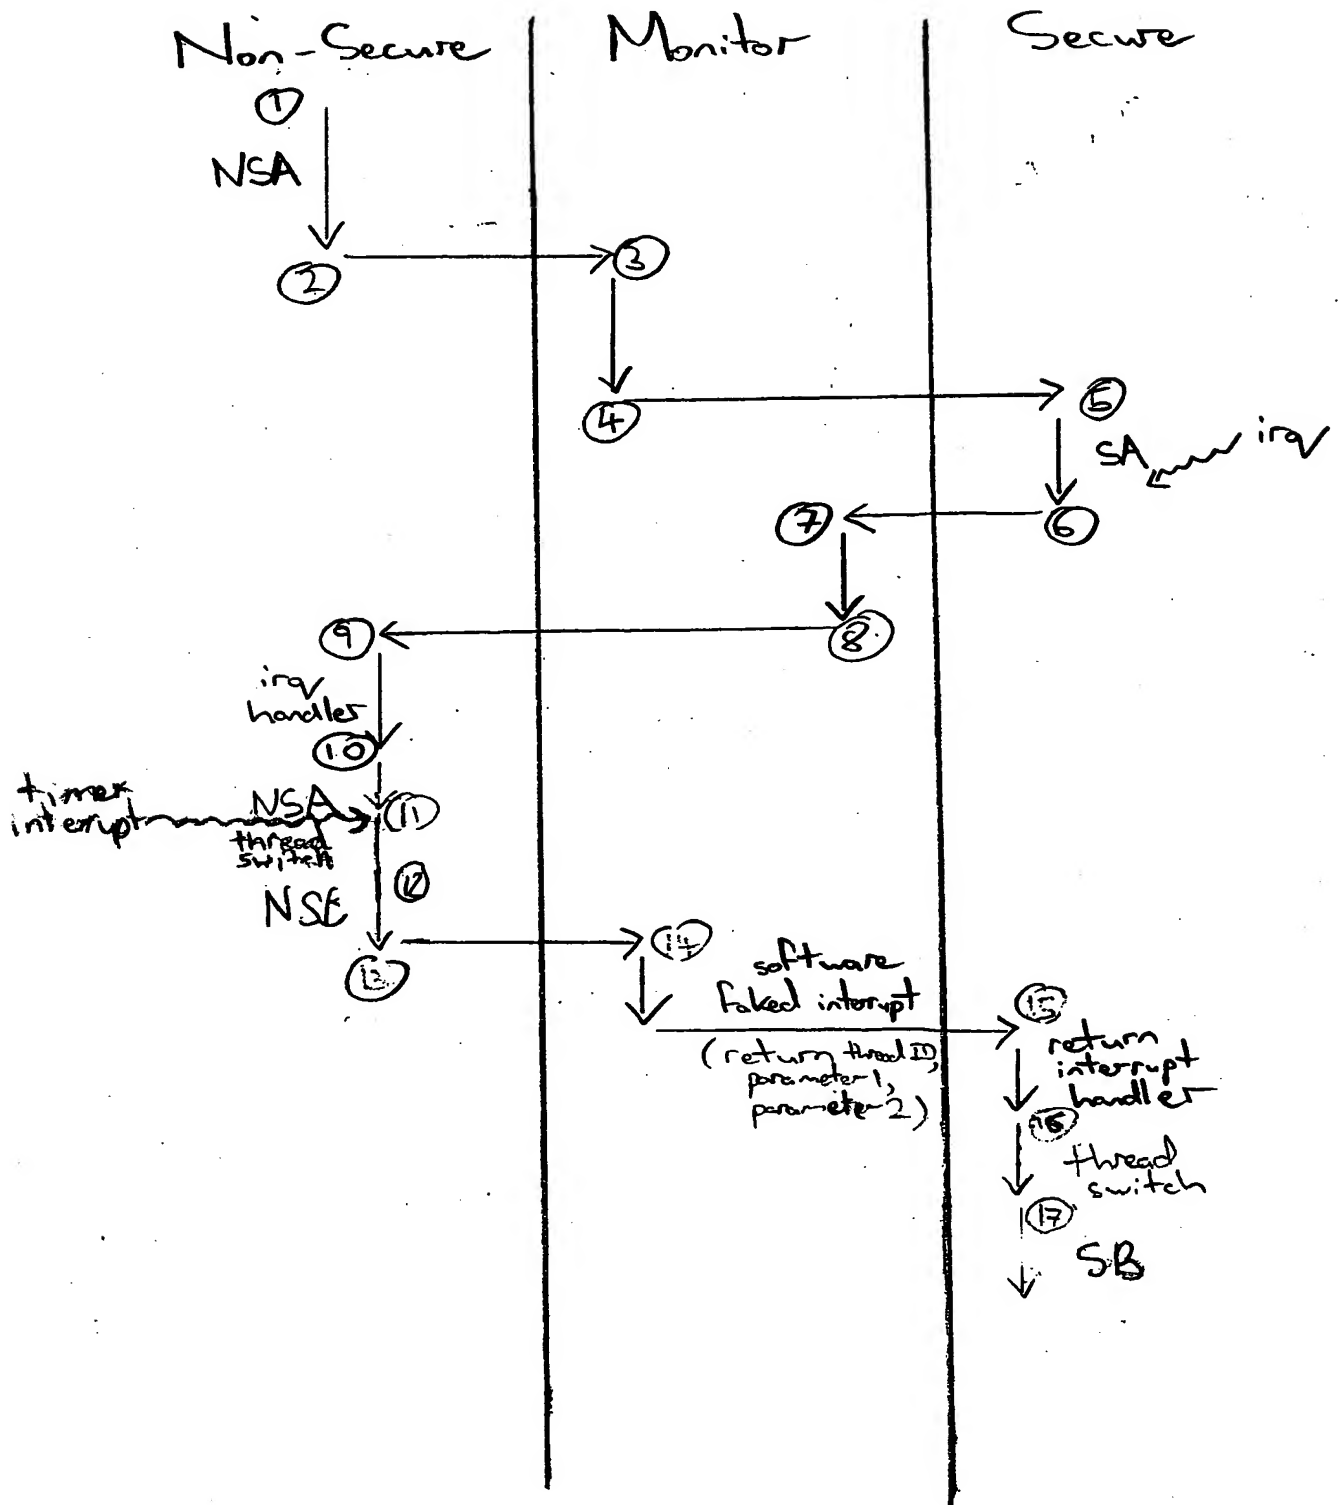 Non-Secure
Monitor
Secure
1
NSA
2
3
4
5
SA
irq
6
7
8
9
irq
handler
10
timer
interrupt
NSA
thread
switch
11
12
13
14
software
faked interrupt
(return thread ID,
parameter 1,
parameter 2)
15
return
interrupt
handler
16
thread
switch
17
SB